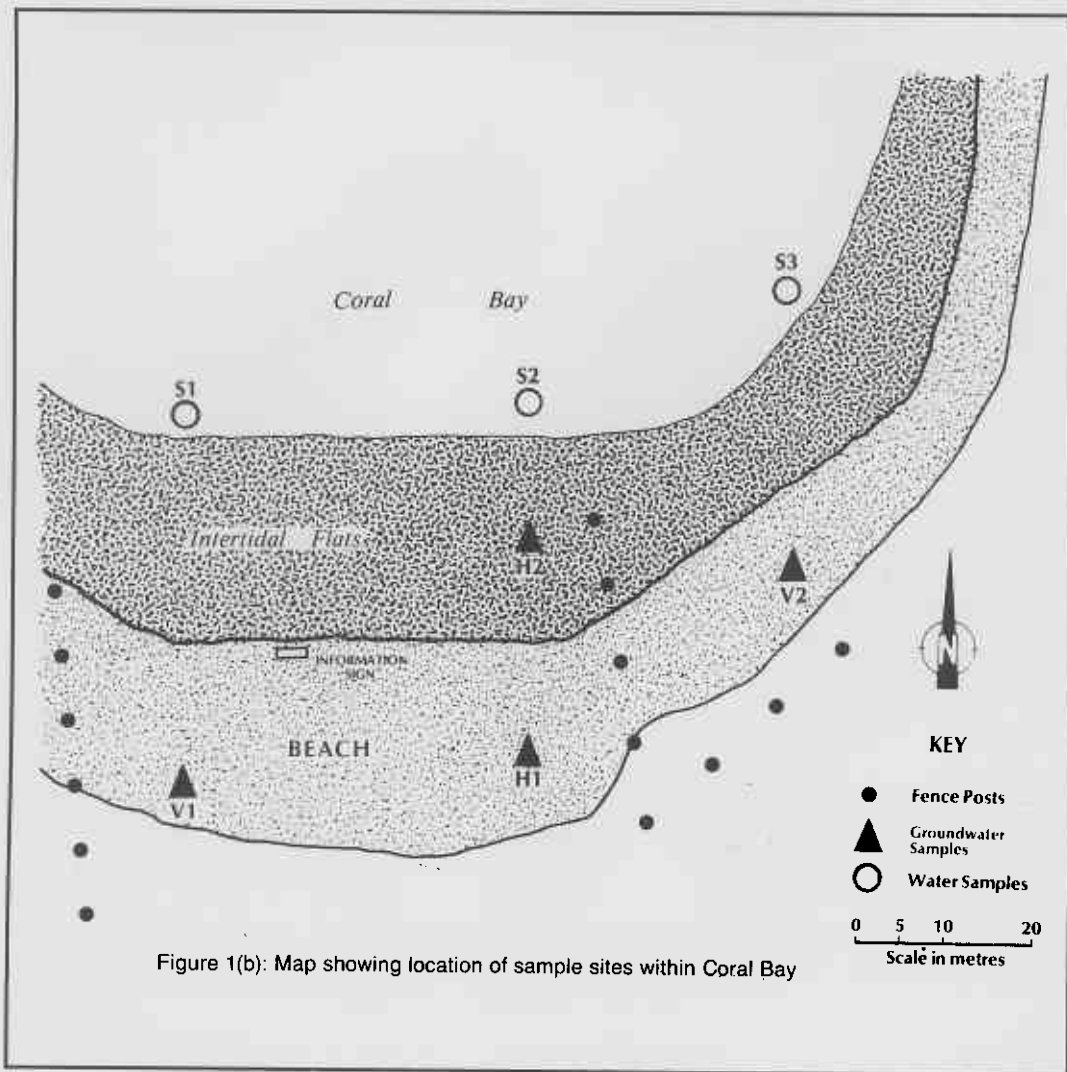 S3
Coral Bay
S1
S2
Intertidal Flats
H2
V2
INFORMATION
SIGN
N
BEACH
KEY
V1
H1
Fence Posts
Groundwater
Samples
Water Samples
0 5 10 20
Scale in metres
Figure 1(b): Map showing location of sample sites within Coral Bay